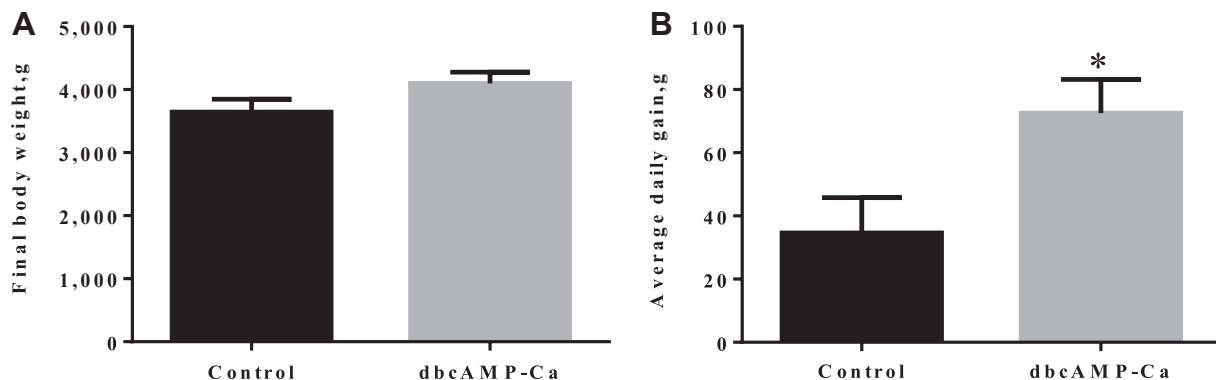 A
Final body weight,g
5,000
4,000
3,000
2,000
1,000
0
Control dbcAMP-Ca
B
Average daily gain,g
100
80
60
40
20
0
*
Control dbcAMP-Ca